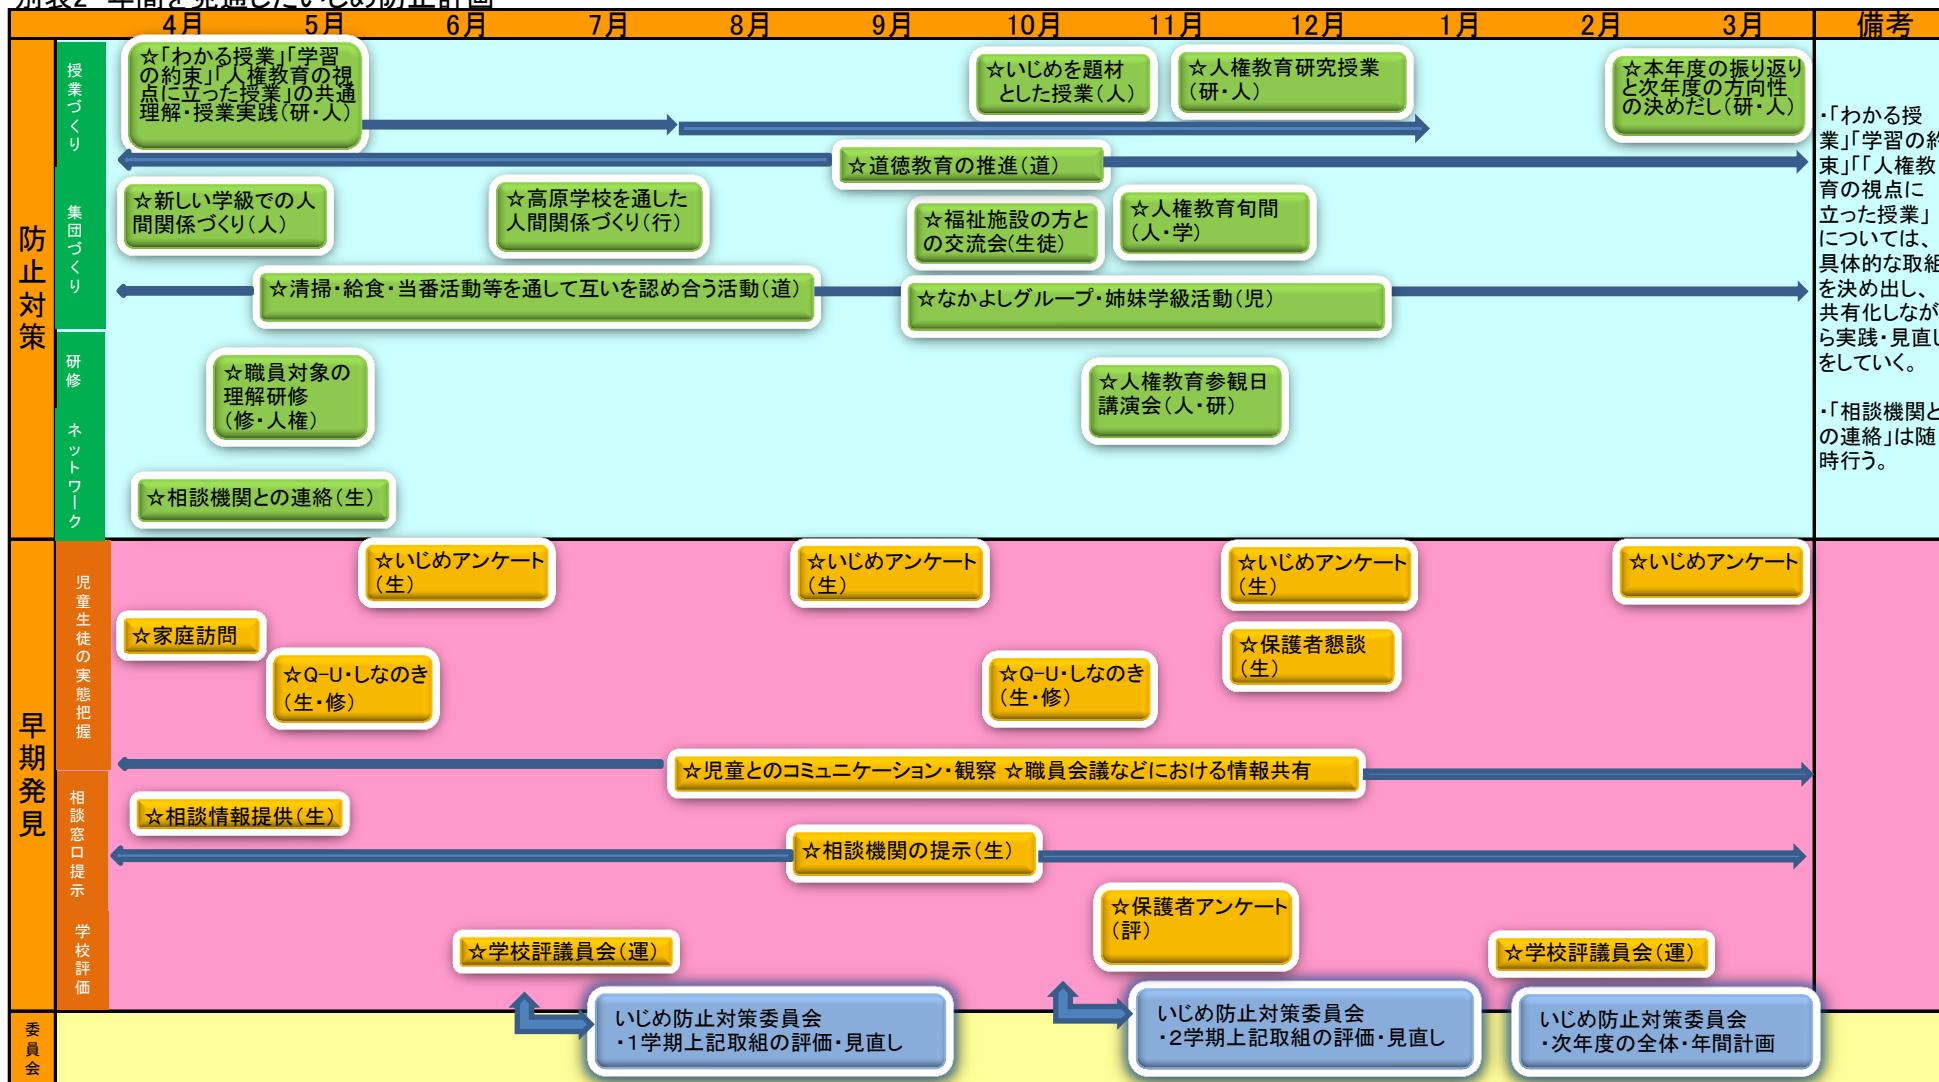 別表2 年間を見通したいじめ防止計画
4月 5月 6月 7月 8月 9月 10月 11月 12月 1月 2月 3月 備考
防止対策
授業づくり
☆「わかる授業」「学習
の約束」「人権教育の視
点に立った授業」の共通
理解・授業実践(研・人)
☆いじめを題材
とした授業(人)
☆人権教育研究授業
(研・人)
☆本年度の振り返り
と次年度の方向性
の決めだし(研・人)
☆道徳教育の推進(道)
集団づくり
☆新しい学級での人
間関係づくり(人)
☆高原学校を通した
人間関係づくり(行)
☆福祉施設の方と
の交流会(生徒)
☆人権教育旬間
(人・学)
☆清掃・給食・当番活動等を通して互いを認め合う活動(道)
☆なかよしグループ・姉妹学級活動(児)
研修
☆職員対象の
理解研修
(修・人権)
☆人権教育参観日
講演会(人・研)
ネットワーク
☆相談機関との連絡(生)
・「わかる授
業」「学習の約
束」「「人権教
育の視点に
立った授業」
については、
具体的な取組
を決め出し、
共有化しなが
ら実践・見直し
をしていく。
・「相談機関と
の連絡」は随
時行う。
早期発見
児童生徒の実態把握
☆いじめアンケート
(生)
☆いじめアンケート
(生)
☆いじめアンケート
(生)
☆いじめアンケート
☆家庭訪問
☆Q-U・しなのき
(生・修)
☆Q-U・しなのき
(生・修)
☆保護者懇談
(生)
☆児童とのコミュニケーション・観察 ☆職員会議などにおける情報共有
相談窓口提示
☆相談情報提供(生)
☆相談機関の提示(生)
学校評価
☆学校評議員会(運)
☆保護者アンケート
(評)
☆学校評議員会(運)
委員会
いじめ防止対策委員会
・1学期上記取組の評価・見直し
いじめ防止対策委員会
・2学期上記取組の評価・見直し
いじめ防止対策委員会
・次年度の全体・年間計画